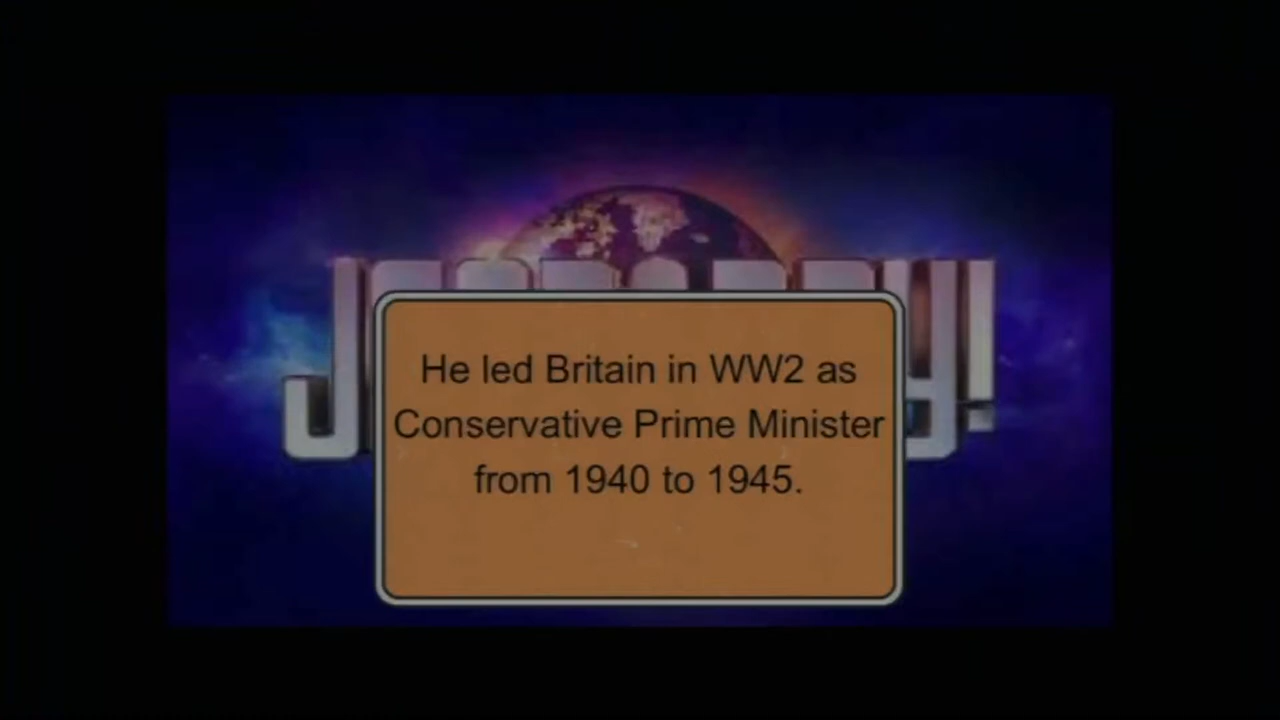 He led Britain in WW2 as
Conservative Prime Minister
from 1940 to 1945.